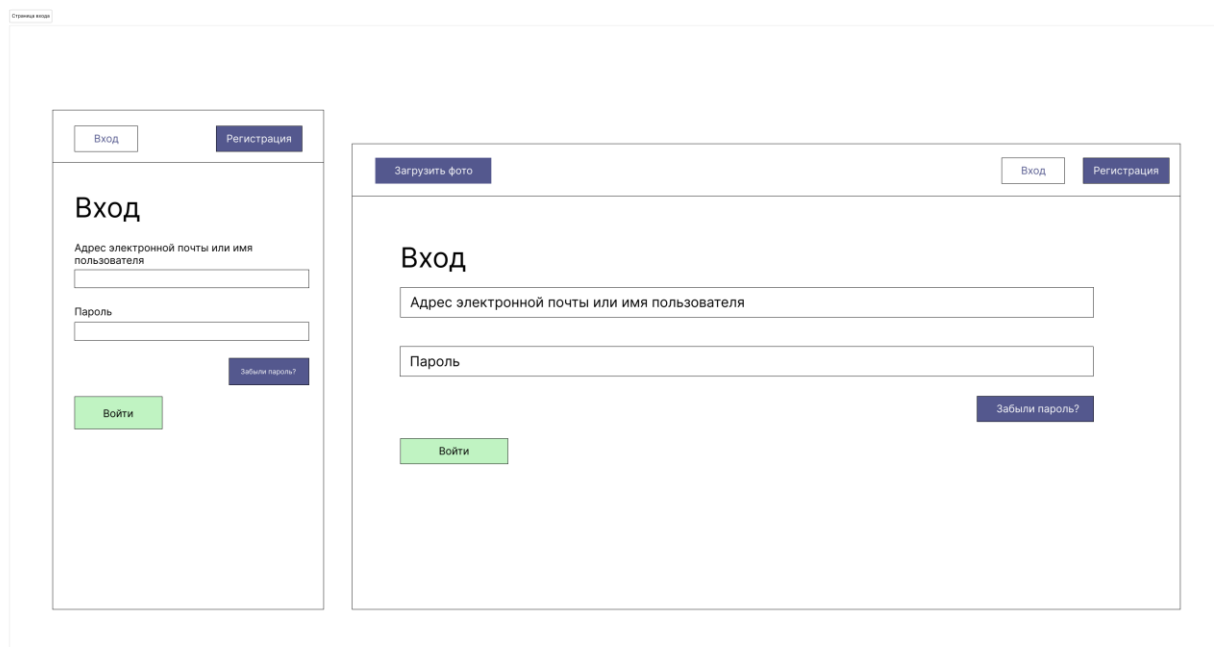 Страница входа
Вход
Регистрация
Вход
Адрес электронной почты или имя
пользователя
Пароль
Забыли пароль?
Войти
Загрузить фото
Вход
Регистрация
Вход
Адрес электронной почты или имя пользователя
Пароль
Забыли пароль?
Войти